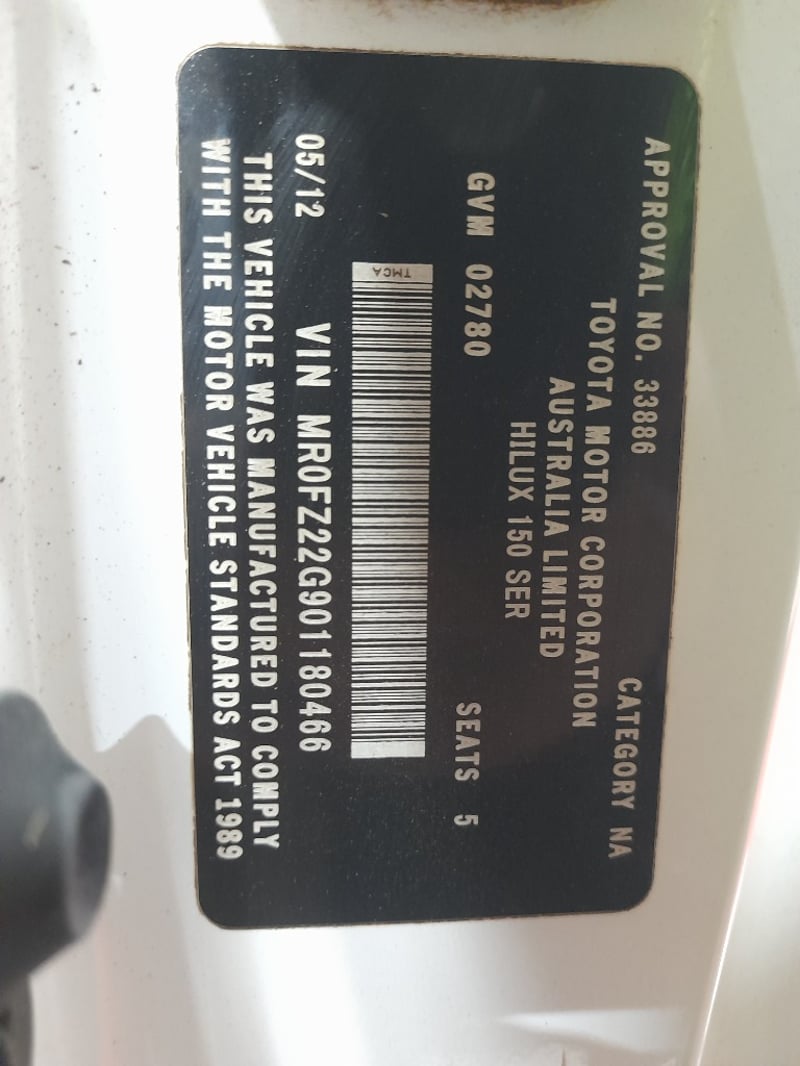 APPROVAL NO. 33886 CATEGORY NA
TOYOTA MOTOR CORPORATION
AUSTRALIA LIMITED
HILUX 150 SER
GVM 02780 SEATS 5
TMCA
05/12 VIN MR0FZ22G901180466
THIS VEHICLE WAS MANUFACTURED TO COMPLY
WITH THE MOTOR VEHICLE STANDARDS ACT 1989